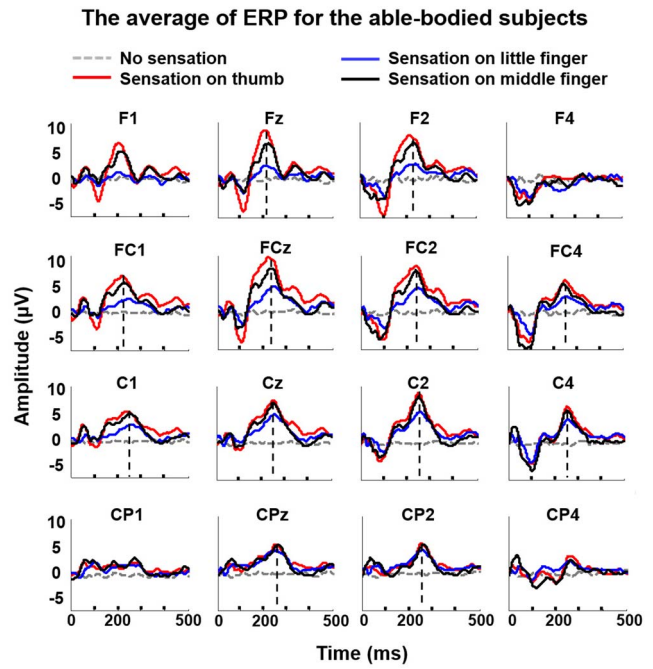 The average of ERP for the able-bodied subjects
No sensation
Sensation on little finger
Sensation on thumb
Sensation on middle finger
F1 Fz F2 F4
10
5
0
-5
FC1 FCz FC2 FC4
10
5
0
-5
C1 Cz C2 C4
10
5
0
-5
CP1 CPz CP2 CP4
10
5
0
-5
0 200 500 0 200 500 0 200 500 0 200 500
Amplitude (µV)
Time (ms)